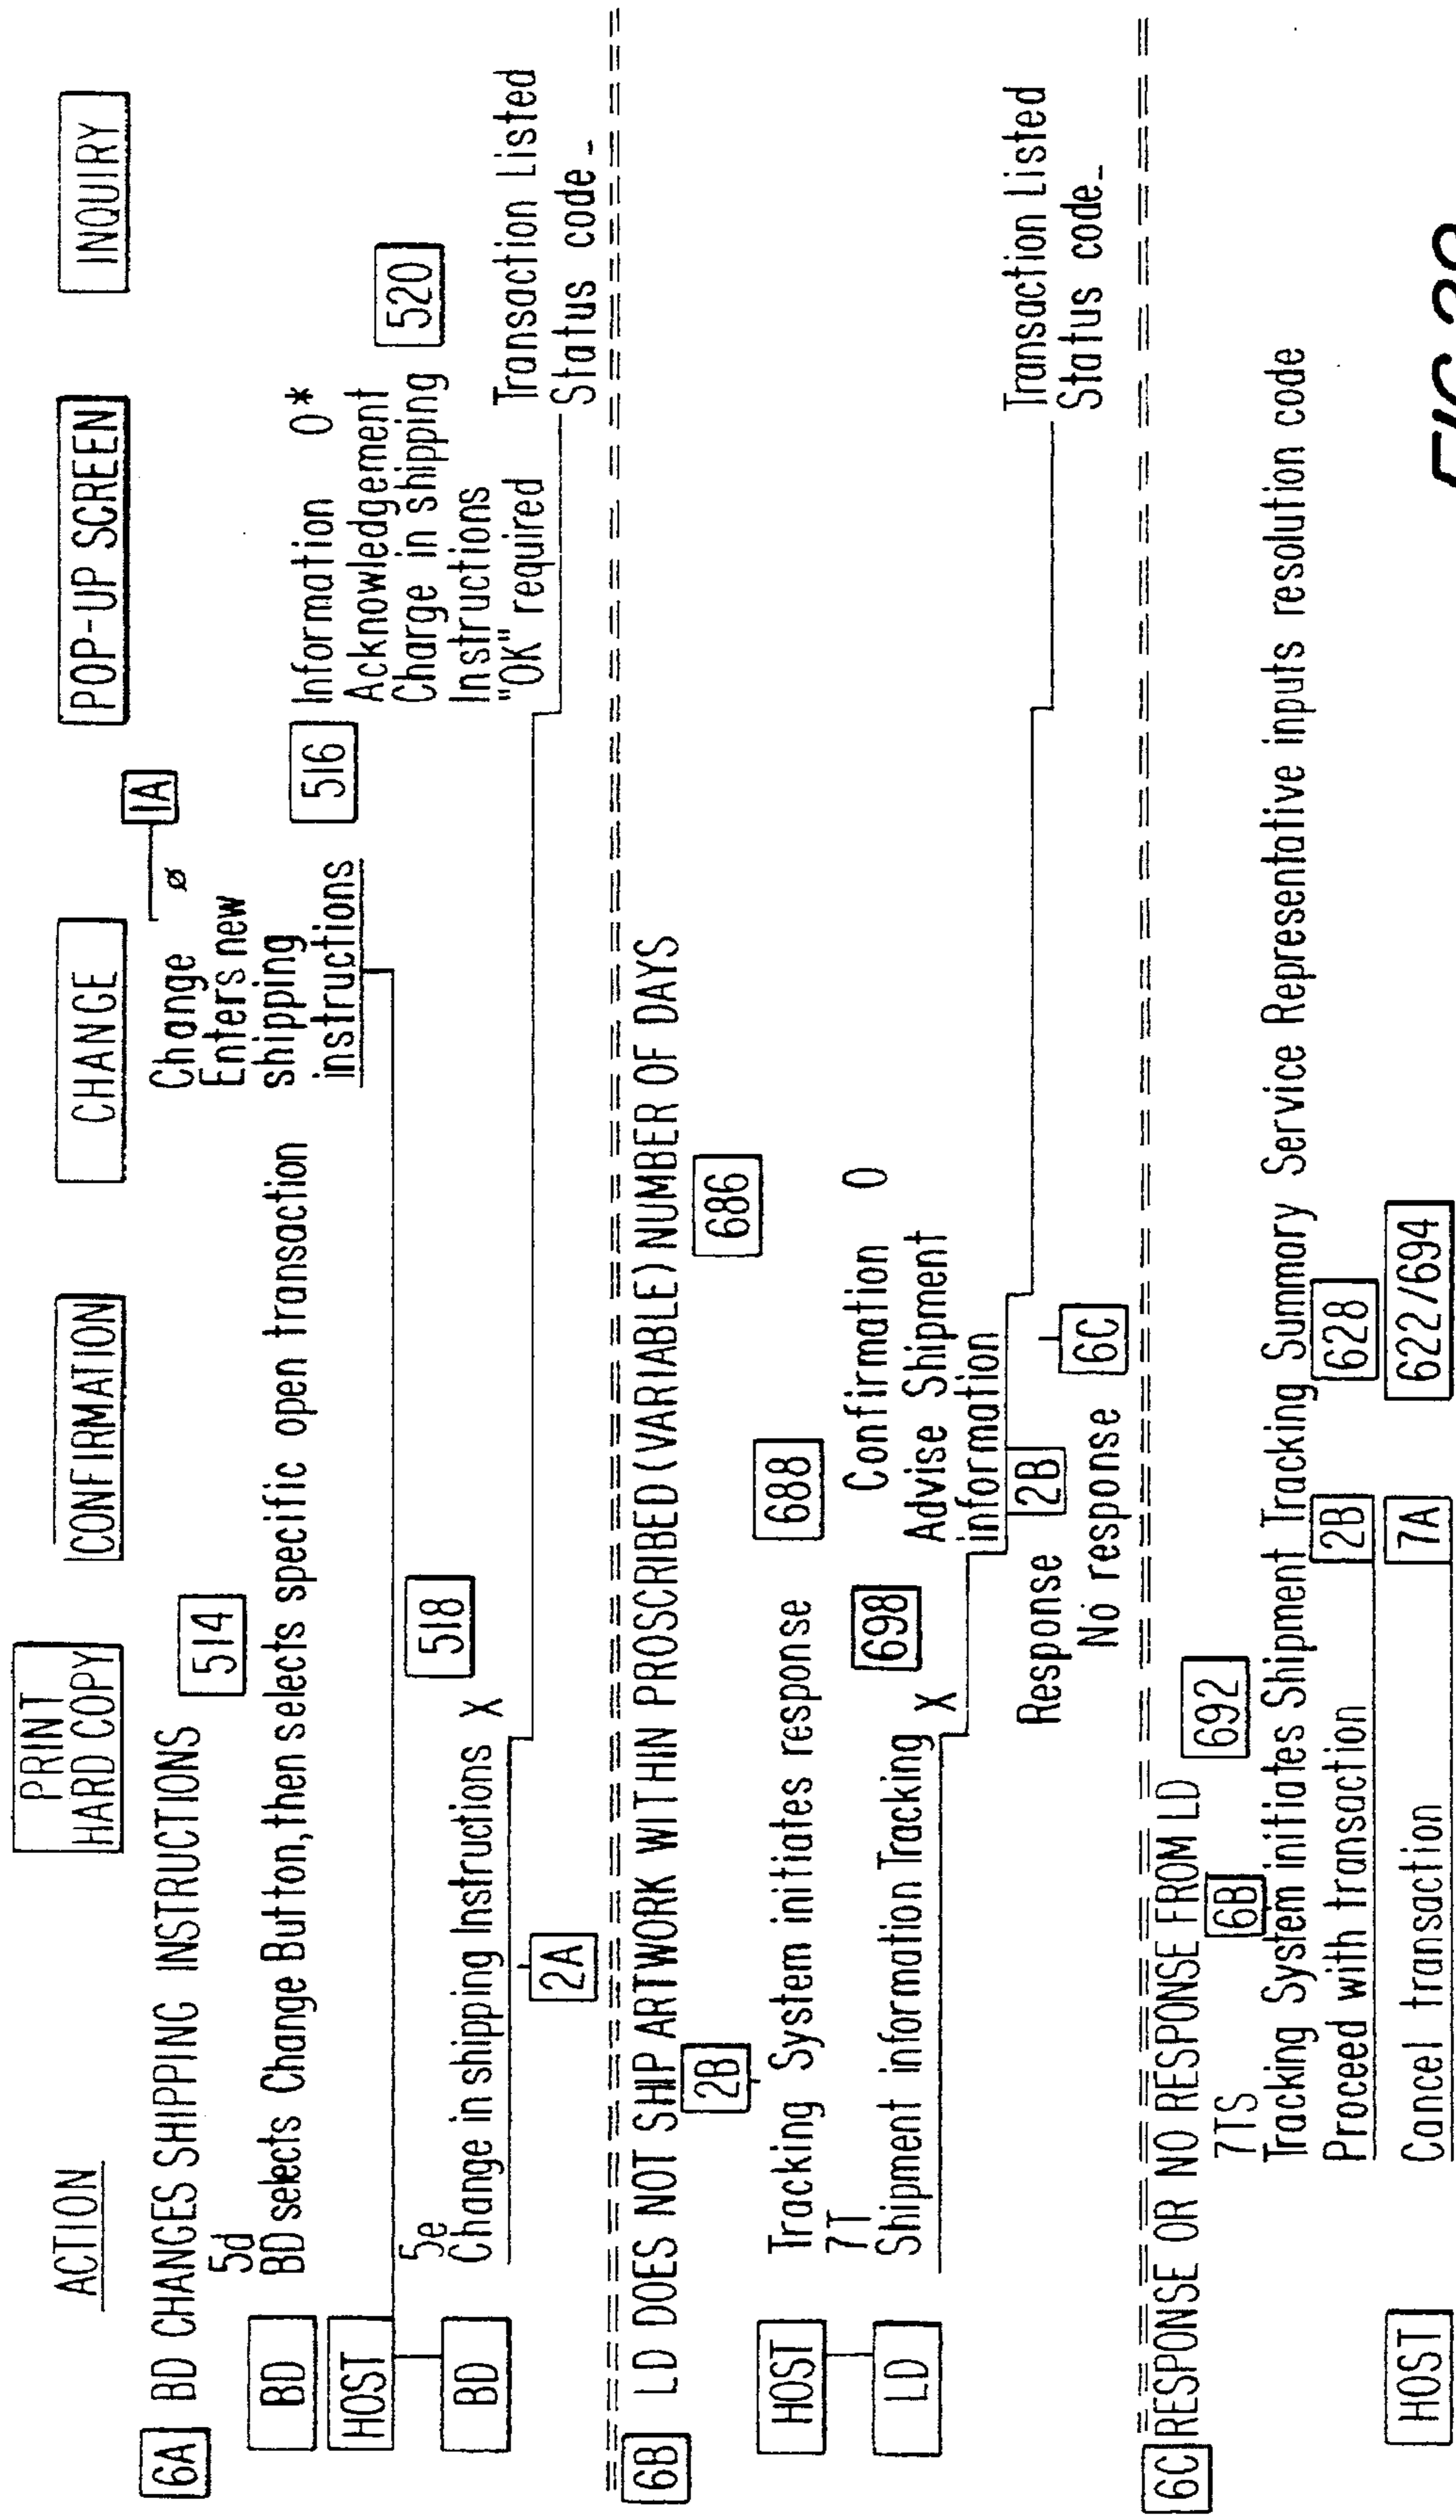 ACTION
PRINT
HARD COPY
CONFIRMATION
CHANGE
POP-UP SCREEN
INQUIRY
6A BD CHANGES SHIPPING INSTRUCTIONS
514
Change ø 1A
Enters new
shipping
instructions
5d
BD BD selects Change Button, then selects specific open transaction
HOST
516
Information 0*
Acknowledgement
Charge in shipping 520
Instructions
"OK" required
518
5e
BD Change in shipping Instructions X
2A
Transaction Listed
Status code_
6B LD DOES NOT SHIP ARTWORK WITHIN PROSCRIBED (VARIABLE) NUMBER OF DAYS
2B
686
688
HOST Tracking System initiates response
7T
698
LD Shipment information Tracking X
Confirmation 0
Advise Shipment
information
Response 2B
No response 6C
Transaction Listed
Status code_
6C RESPONSE OR NO RESPONSE FROM LD
692
7TS 6B
Tracking System initiates Shipment Tracking Summary Service Representative inputs resolution code
Proceed with transaction 2B 628
HOST Cancel transaction 7A 622/694